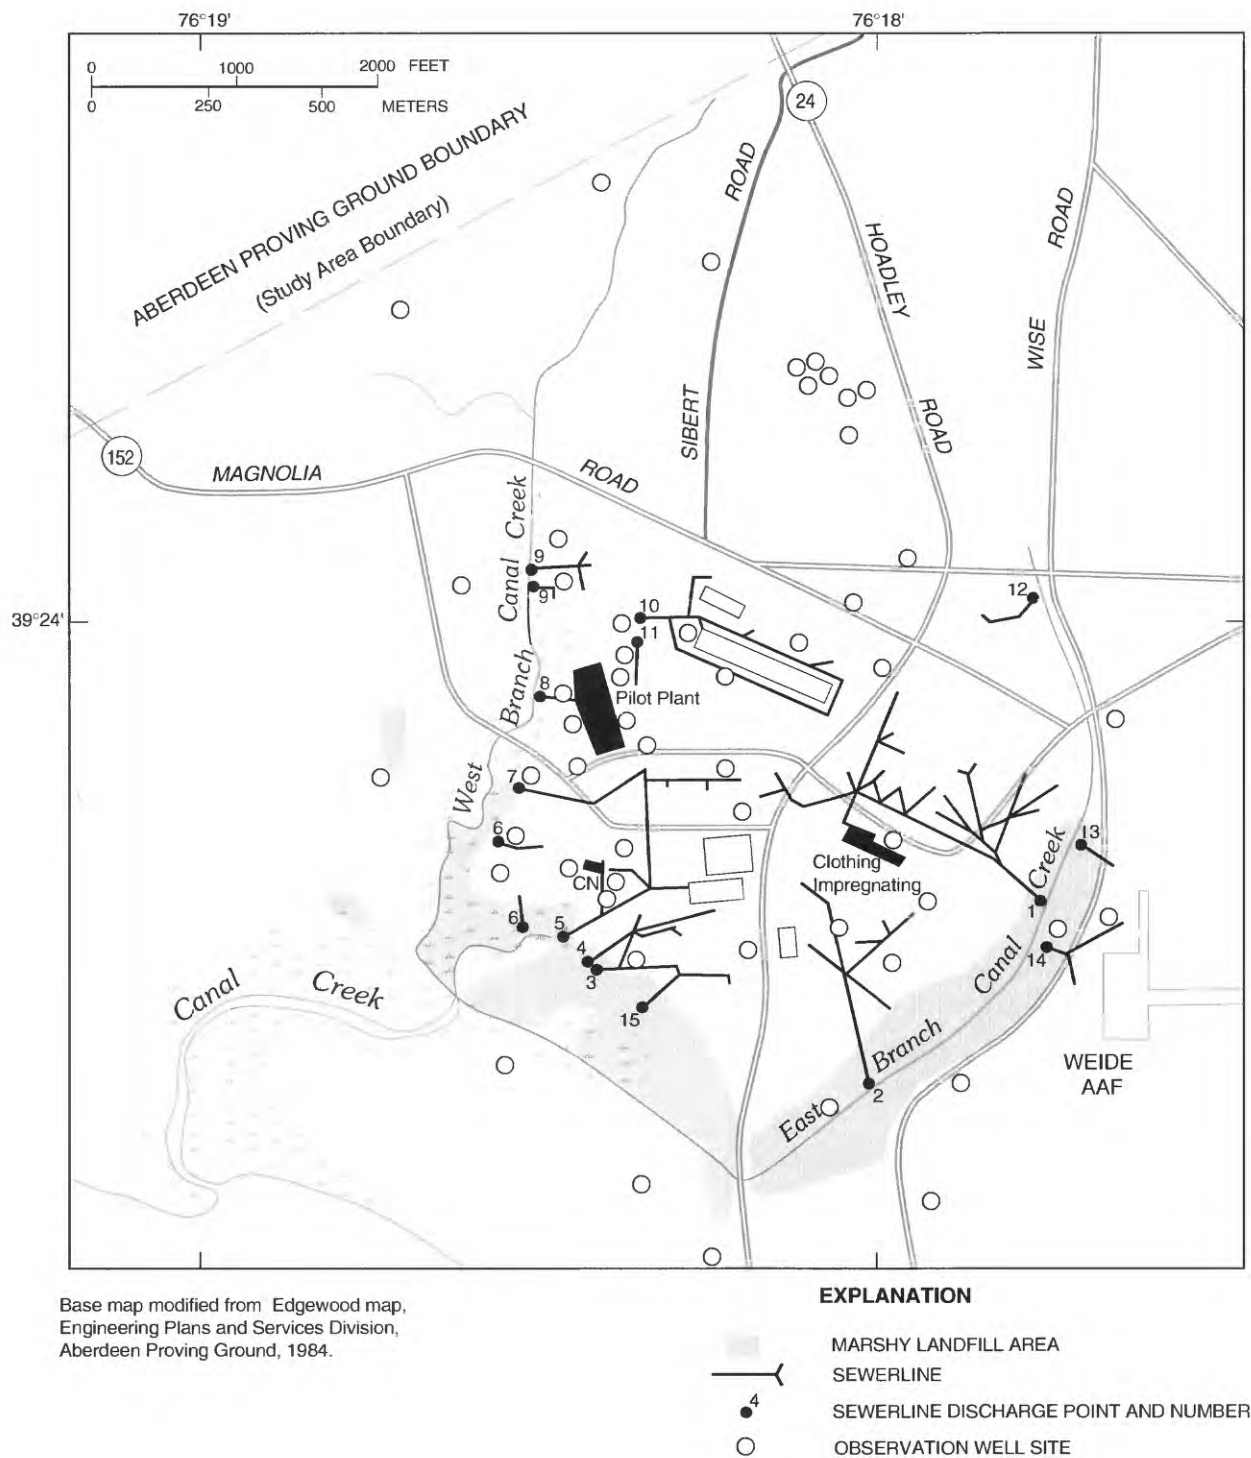 76°19'
76°18'
0 1000 2000 FEET
0 250 500 METERS
24
ABERDEEN PROVING GROUND BOUNDARY
(Study Area Boundary)
ROAD
HOADLEY
ROAD
WISE
ROAD
SIBERT
152
MAGNOLIA
ROAD
Creek
Canal
Branch
West
9
9
12
39°24'
10
11
8
Pilot Plant
7
6
13
CN
Clothing
Impregnating
Creek
1
6
5
4
3
14
Canal
Canal
Creek
15
Branch
WEIDE
AAF
2
East
Base map modified from Edgewood map,
Engineering Plans and Services Division,
Aberdeen Proving Ground, 1984.
EXPLANATION
MARSHY LANDFILL AREA
SEWERLINE
4
SEWERLINE DISCHARGE POINT AND NUMBER
OBSERVATION WELL SITE